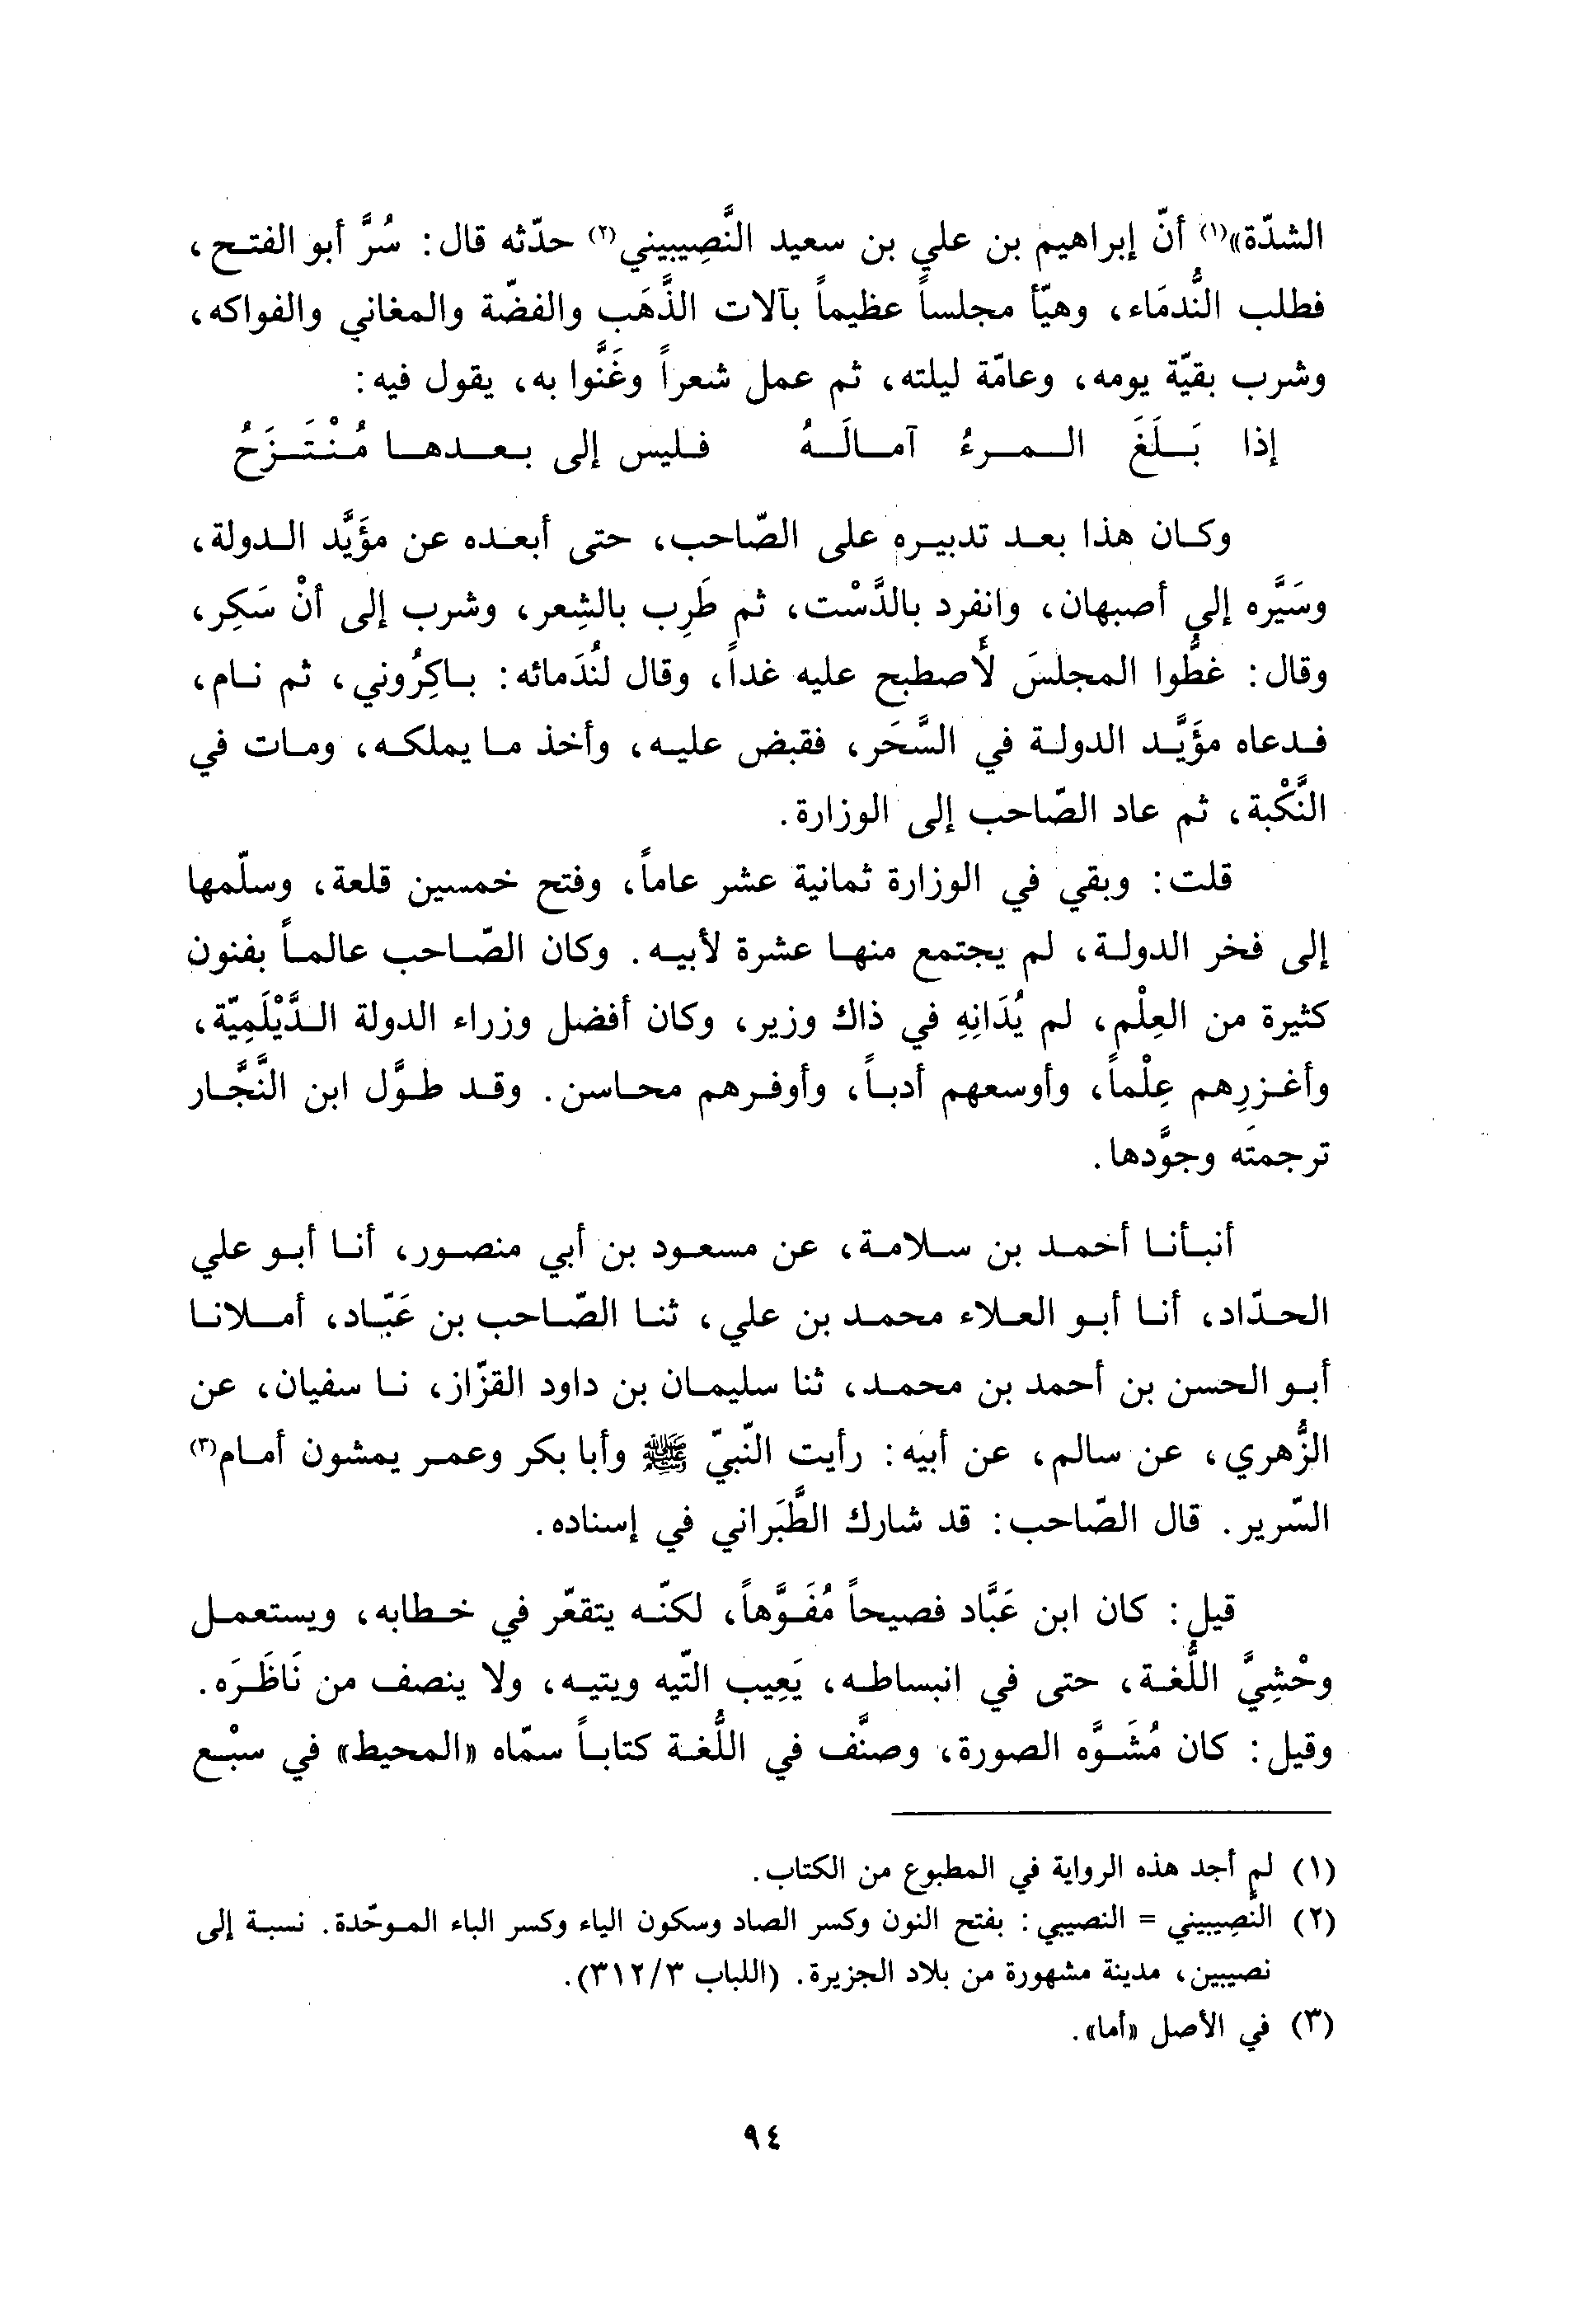 الشدّة»(١) أنّ إبراهيم بن علي بن سعيد النَّصِيبيني(٢) حدّثه قال: سُرَّ أبو الفتـح،
فطلب النُّدمَاء، وهيّأ مجلساً عظيماً بآلات الذَّهَب والفضّة والمغاني والفواكه،
وشرب بقيّة يومه، وعامّة ليلته، ثم عمل شعراً وغَنَّوا به، يقول فيه:
إذا بَلَغَ المرءُ آمالَهُ فليس إلى بعدها مُنْتَزَحُ
وكان هذا بعد تدبيره على الصّاحب، حتى أبعده عن مؤيَّد الدولة،
وسَيَّره إلى أصبهان، وانفرد بالدَّسْت، ثم طَرِب بالشِعر، وشرب إلى أنْ سَكِر،
وقال: غطُّوا المجلسَ لأَصطبح عليه غداً، وقال لنُدَمائه: باكِرُوني، ثم نام،
فدعاه مؤيَّد الدولة في السَّحَر، فقبض عليه، وأخذ ما يملكه، ومات في
النَّكْبة، ثم عاد الصّاحب إلى الوزارة.
قلت: وبقي في الوزارة ثمانية عشر عاماً، وفتح خمسين قلعة، وسلّمها
إلى فخر الدولة، لم يجتمع منها عشرة لأبيه. وكان الصّاحب عالماً بفنون
كثيرة من العِلْم، لم يُدَانِهِ في ذاك وزير، وكان أفضل وزراء الدولة الدَّيْلَمِيّة،
وأغزرِهم عِلْماً، وأوسعهم أدباً، وأوفرهم محاسن. وقد طوَّل ابن النَّجَّار
ترجمته وجوَّدها.
أنبأنا أحمد بن سلامة، عن مسعود بن أبي منصور، أنا أبو علي
الحدّاد، أنا أبو العلاء محمد بن علي، ثنا الصّاحب بن عَبّاد، أملانا
أبو الحسن بن أحمد بن محمد، ثنا سليمان بن داود القزّاز، نا سفيان، عن
الزُّهري، عن سالم، عن أبيه: رأيت النّبيّ ﷺ وأبا بكر وعمر يمشون أمام(٣)
السّرير. قال الصّاحب: قد شارك الطَّبَراني في إسناده.
قيل: كان ابن عَبَّاد فصيحاً مُفَوَّهاً، لكنّه يتقعّر في خطابه، ويستعمل
وحْشِيَّ اللُّغة، حتى في انبساطه، يَعِيب التّيه ويتيه، ولا ينصف من نَاظَرَه.
وقيل: كان مُشَوَّه الصورة، وصنَّف في اللُّغة كتاباً سمّاه «المحيط» في سبْع
(١) لم أجد هذه الرواية في المطبوع من الكتاب.
(٢) النَّصِيبيني = النصيبي: بفتح النون وكسر الصاد وسكون الياء وكسر الباء الموحّدة. نسبة إلى
نصيبين، مدينة مشهورة من بلاد الجزيرة. (اللباب ٣١٢/٣).
(٣) في الأصل «أما».
٩٤